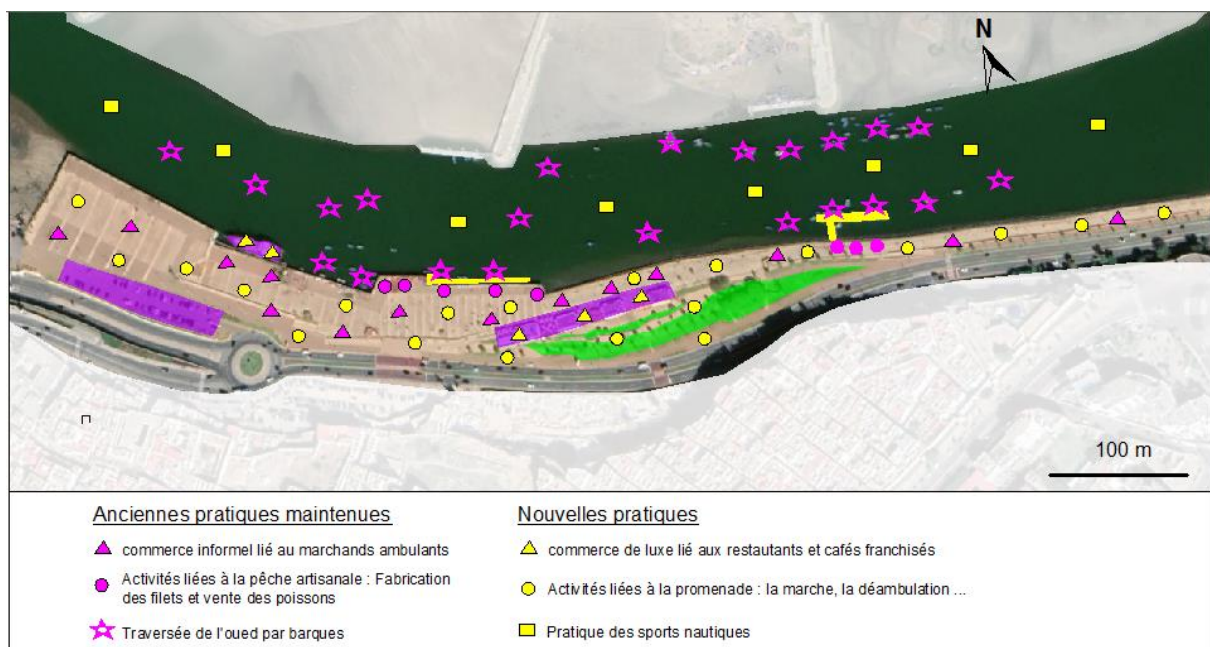 N
100 m
Anciennes pratiques maintenues
commerce informel lié au marchands ambulants
Activités liées à la pêche artisanale : Fabrication
des filets et vente des poissons
Traversée de l'oued par barques
Nouvelles pratiques
commerce de luxe lié aux restautants et cafés franchisés
Activités liées à la promenade : la marche, la déambulation ...
Pratique des sports nautiques